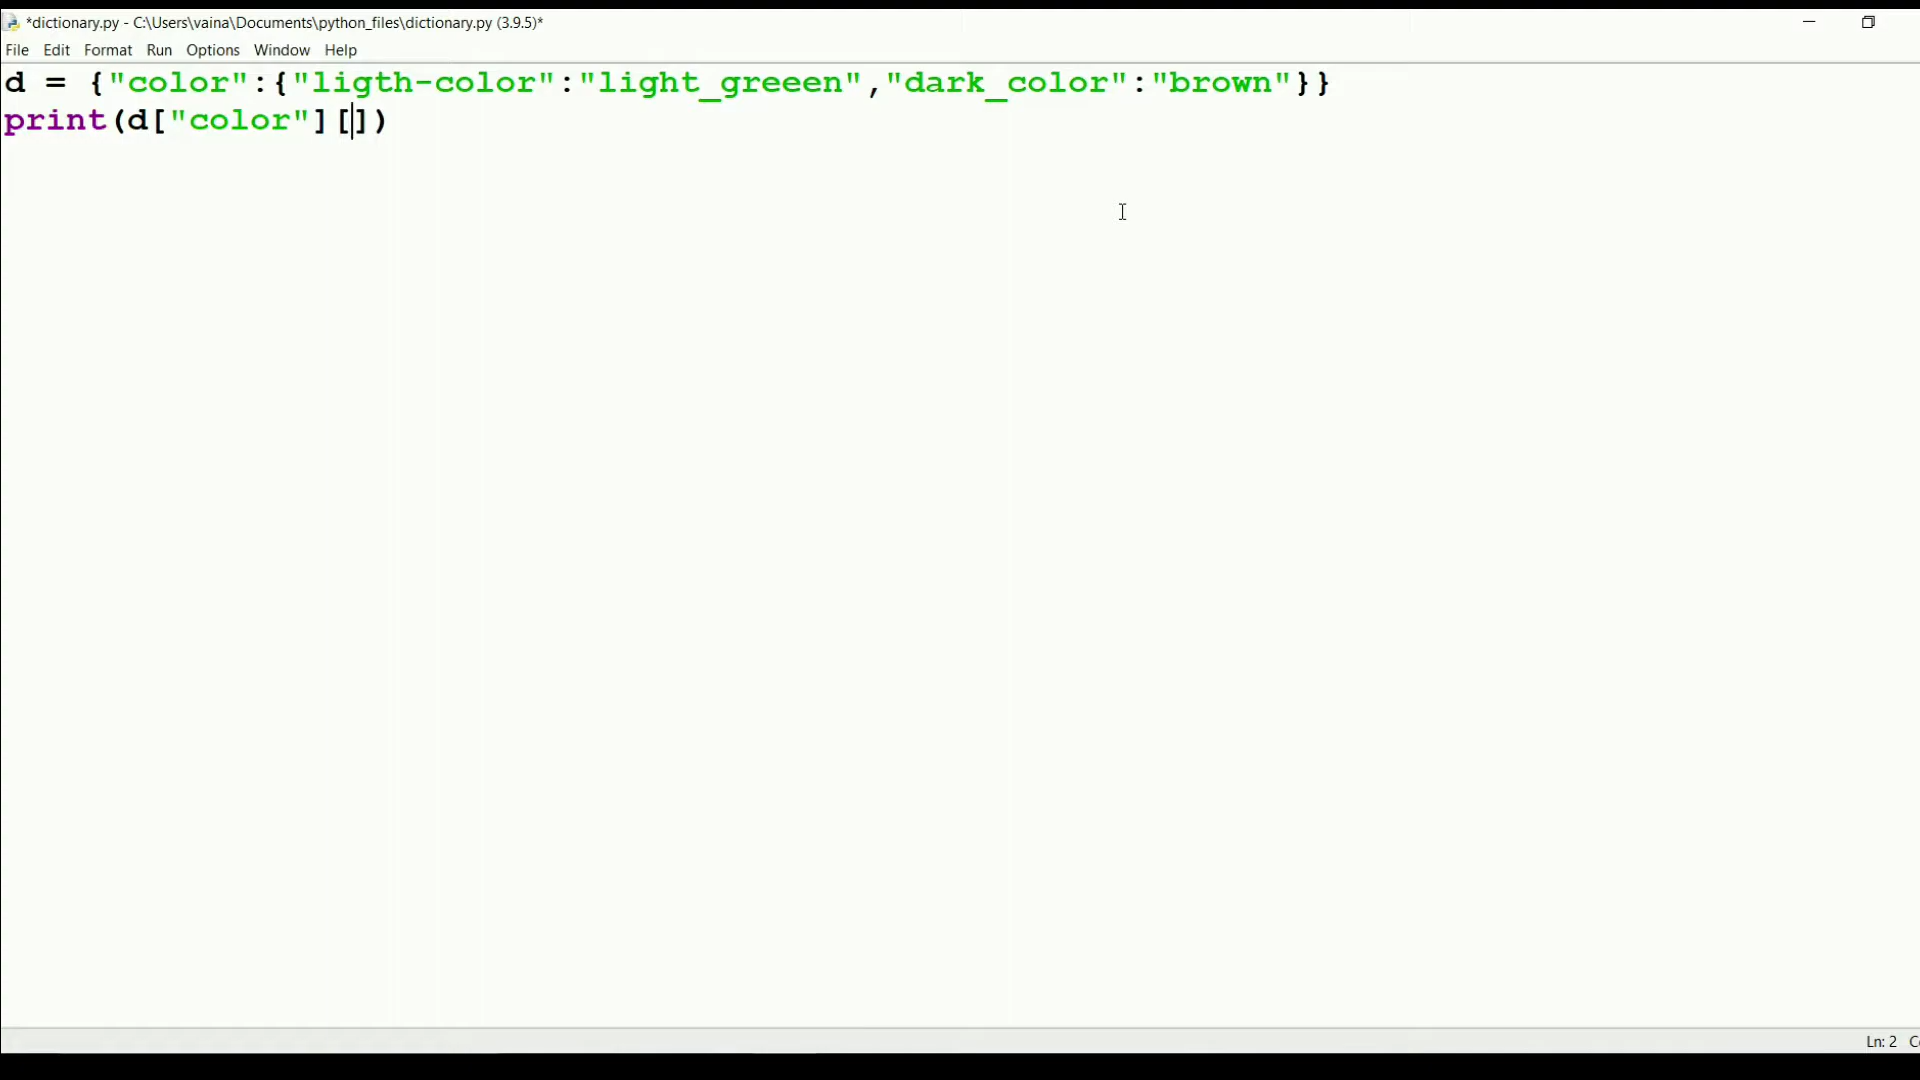 *dictionary.py - C:\Users\vaina\Documents\python_files\dictionary.py (3.9.5)*
File Edit Format Run Options Window Help
d = {"color":{"ligth-color":"light_greeen","dark_color":"brown"}}
print(d["color"][])
Ln: 2